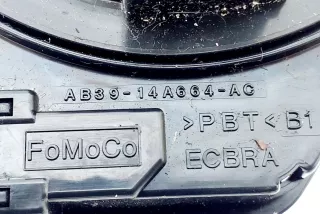 AB39-14A664-AC
>PBT< B1
FoMoCo
ECBRA